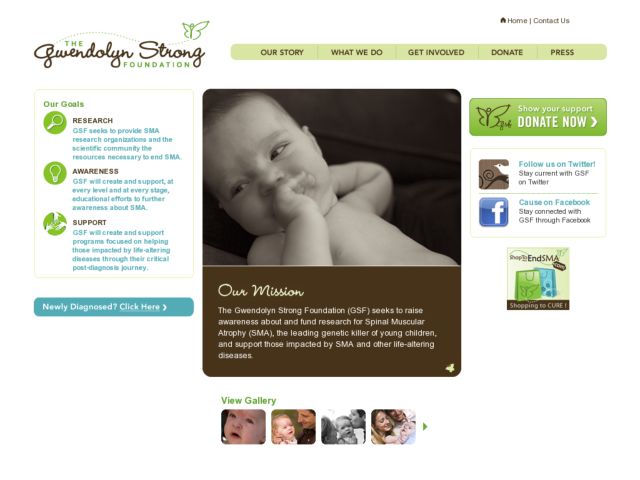 Home | Contact Us
THE
Gwendolyn Strong
FOUNDATION
OUR STORY
WHAT WE DO
GET INVOLVED
DONATE
PRESS
Our Goals
RESEARCH
GSF seeks to provide SMA
research organizations and the
scientific community the
resources necessary to end SMA.
AWARENESS
GSF will create and support, at
every level and at every stage,
educational efforts to further
awareness about SMA.
SUPPORT
GSF will create and support
programs focused on helping
those impacted by life-altering
diseases through their critical
post-diagnosis journey.
Newly Diagnosed? Click Here
Our Mission
The Gwendolyn Strong Foundation (GSF) seeks to raise
awareness about and fund research for Spinal Muscular
Atrophy (SMA), the leading genetic killer of young children,
and support those impacted by SMA and other life-altering
diseases.
View Gallery
gsf
Show your support
DONATE NOW
Follow us on Twitter!
Stay current with GSF
on Twitter
f
Cause on Facebook
Stay connected with
GSF through Facebook
ShopToEndSMA
.com
Shopping to CURE !